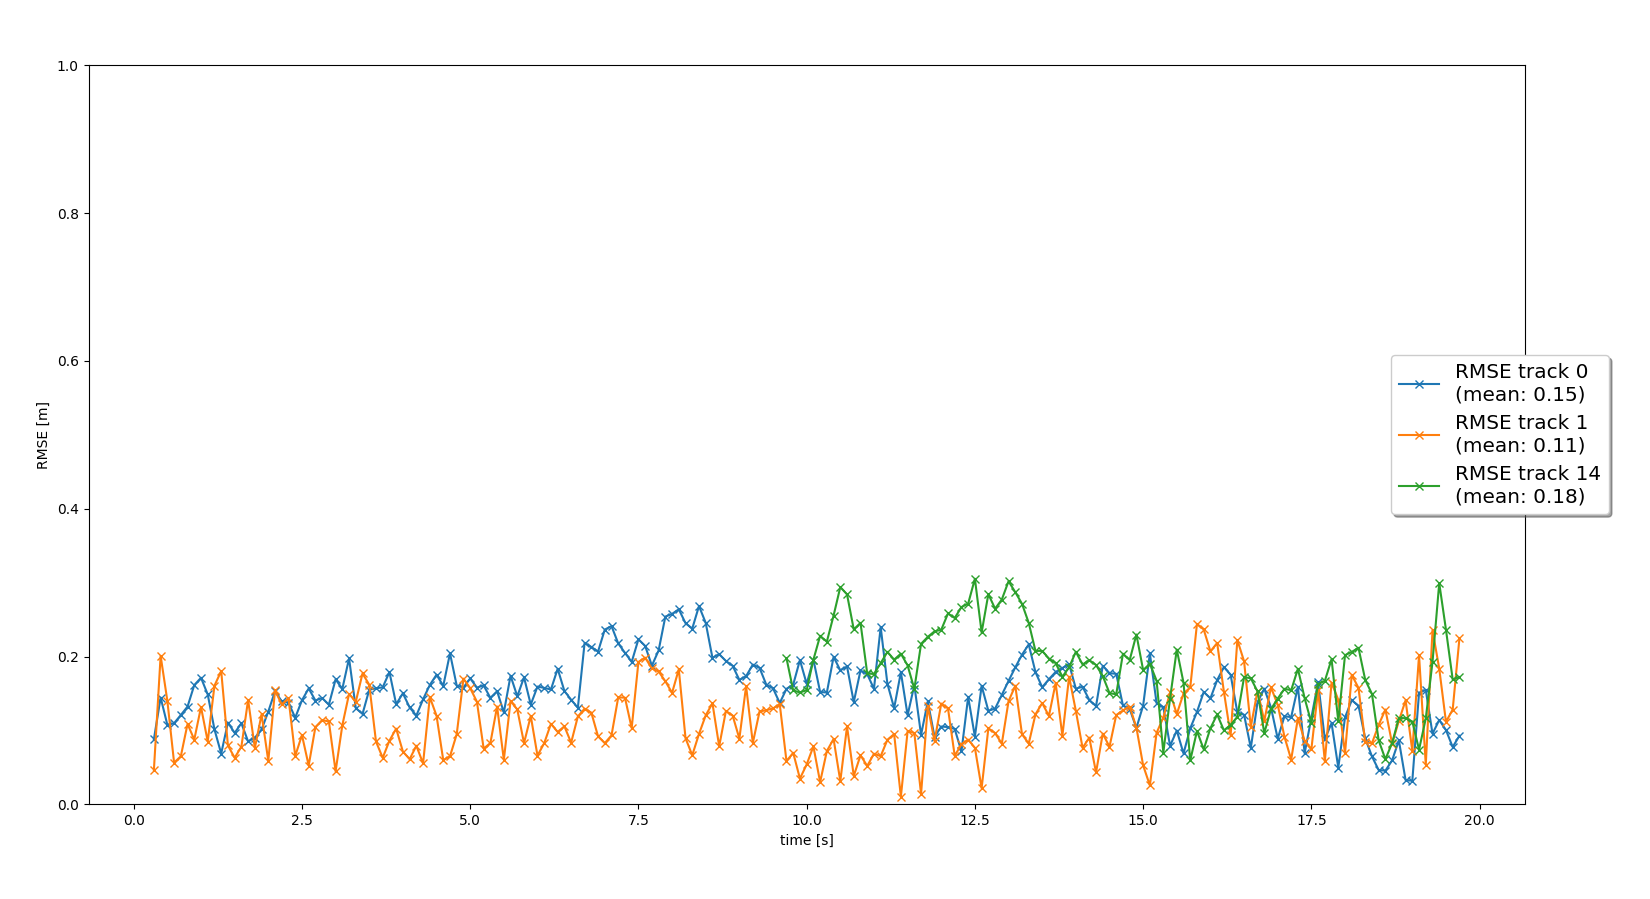 1.0
0.8
0.6
0.4
0.2
0.0
RMSE [m]
0.0 2.5 5.0 7.5 10.0 12.5 15.0 17.5 20.0
time [s]
RMSE track 0
(mean: 0.15)
RMSE track 1
(mean: 0.11)
RMSE track 14
(mean: 0.18)